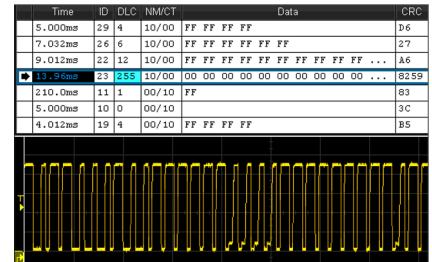 Time ID DLC NM/CT Data CRC
5.000ms 29 4 10/00 FF FF FF FF D6
7.032ms 26 6 10/00 FF FF FF FF FF FF 27
9.012ms 22 12 10/00 FF FF FF FF FF FF FF FF FF ... A6
13.96ms 23 255 10/00 00 00 00 00 00 00 00 00 00 ... 8259
210.0ms 11 1 00/10 FF 83
5.000ms 10 0 00/10 3C
4.012ms 19 4 00/10 FF FF FF FF B5
T